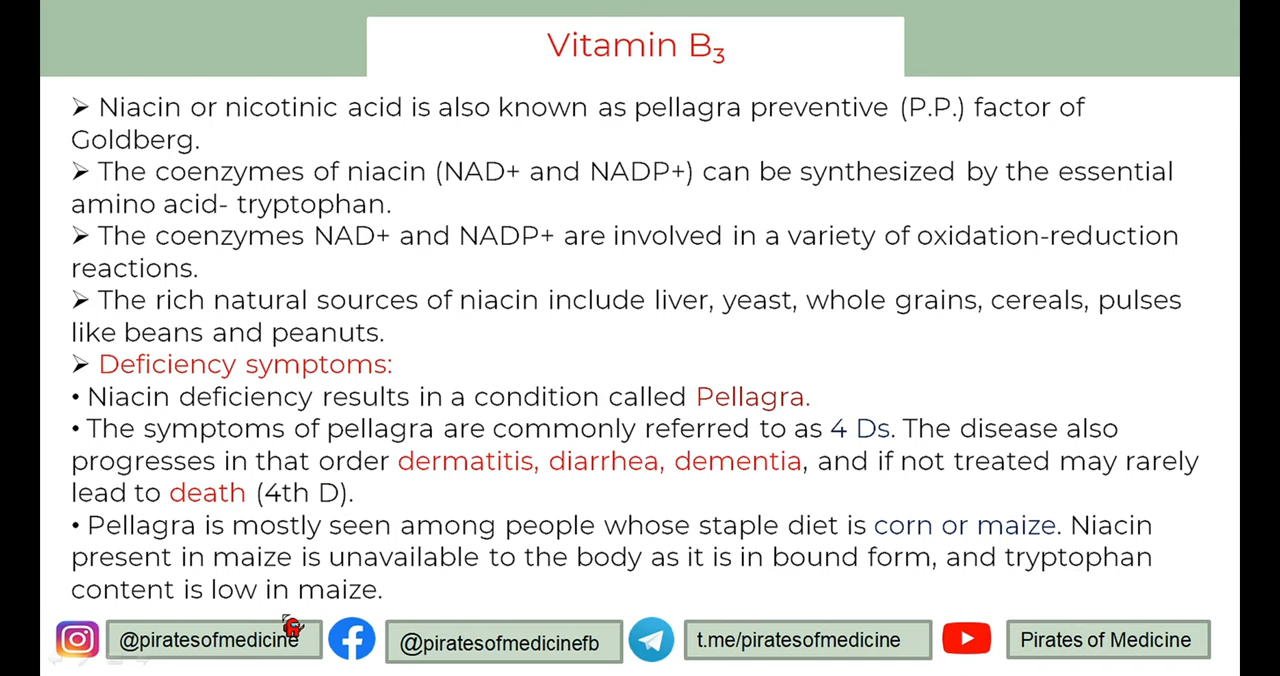 Vitamin B₃
➤ Niacin or nicotinic acid is also known as pellagra preventive (P.P.) factor of
Goldberg.
➤ The coenzymes of niacin (NAD+ and NADP+) can be synthesized by the essential
amino acid- tryptophan.
➤ The coenzymes NAD+ and NADP+ are involved in a variety of oxidation-reduction
reactions.
➤ The rich natural sources of niacin include liver, yeast, whole grains, cereals, pulses
like beans and peanuts.
➤ Deficiency symptoms:
• Niacin deficiency results in a condition called Pellagra.
• The symptoms of pellagra are commonly referred to as 4 Ds. The disease also
progresses in that order dermatitis, diarrhea, dementia, and if not treated may rarely
lead to death (4th D).
• Pellagra is mostly seen among people whose staple diet is corn or maize. Niacin
present in maize is unavailable to the body as it is in bound form, and tryptophan
content is low in maize.
@piratesofmedicine @piratesofmedicinefb t.me/piratesofmedicine Pirates of Medicine